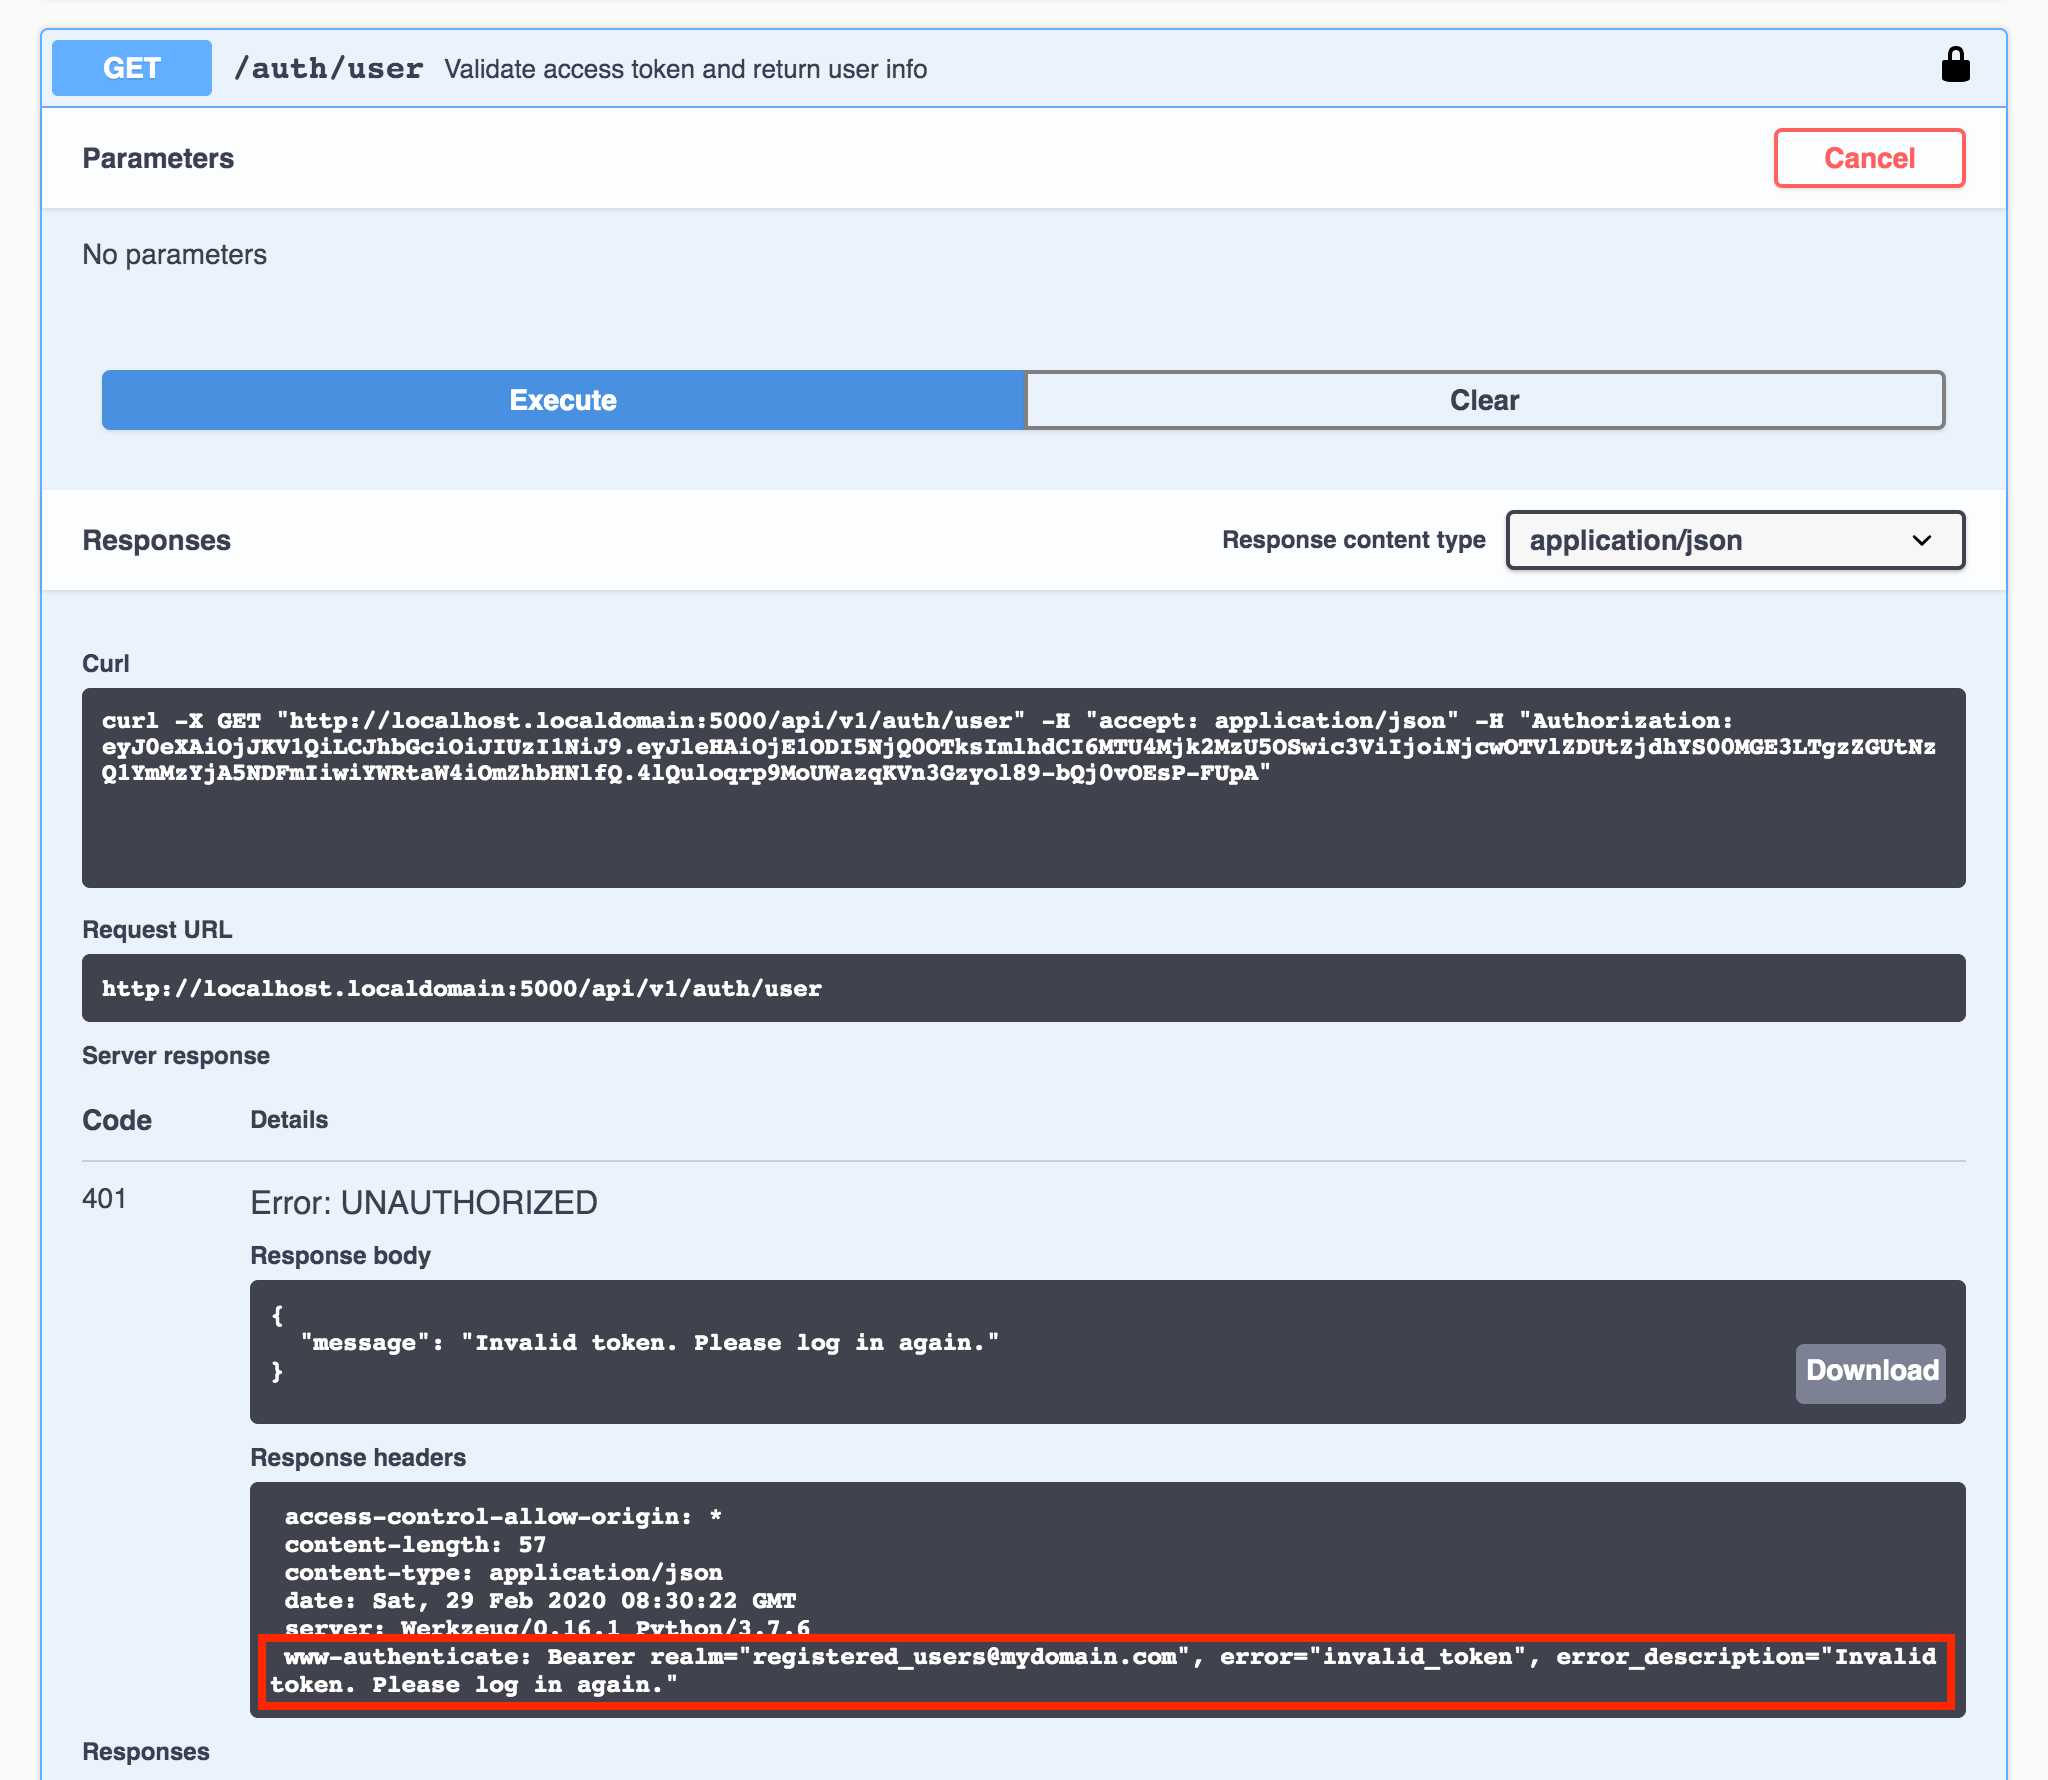 GET /auth/user Validate access token and return user info
Parameters Cancel
No parameters
Execute Clear
Responses Response content type application/json
Curl
curl -X GET "http://localhost.localdomain:5000/api/v1/auth/user" -H "accept: application/json" -H "Authorization:
eyJ0eXAiOjJKV1QiLCJhbGciOiJIUzI1NiJ9.eyJleHAiOjE1ODI5NjQ0OTksImlhdCI6MTU4Mjk2MzU5OSwic3ViIjoiNjcwOTVlZDUtZjdhYS00MGE3LTgzZGUtNz
Q1YmMzYjA5NDFmIiwiYWRtaW4iOmZhbHNlfQ.4lQuloqrp9MoUWazqKVn3Gzyol89-bQj0vOEsP-FUpA"
Request URL
http://localhost.localdomain:5000/api/v1/auth/user
Server response
Code Details
401 Error: UNAUTHORIZED
Response body
{
"message": "Invalid token. Please log in again."
}
Download
Response headers
access-control-allow-origin: *
content-length: 57
content-type: application/json
date: Sat, 29 Feb 2020 08:30:22 GMT
server: Werkzeug/0.16.1 Python/3.7.6
www-authenticate: Bearer realm="registered_users@mydomain.com", error="invalid_token", error_description="Invalid
token. Please log in again."
Responses